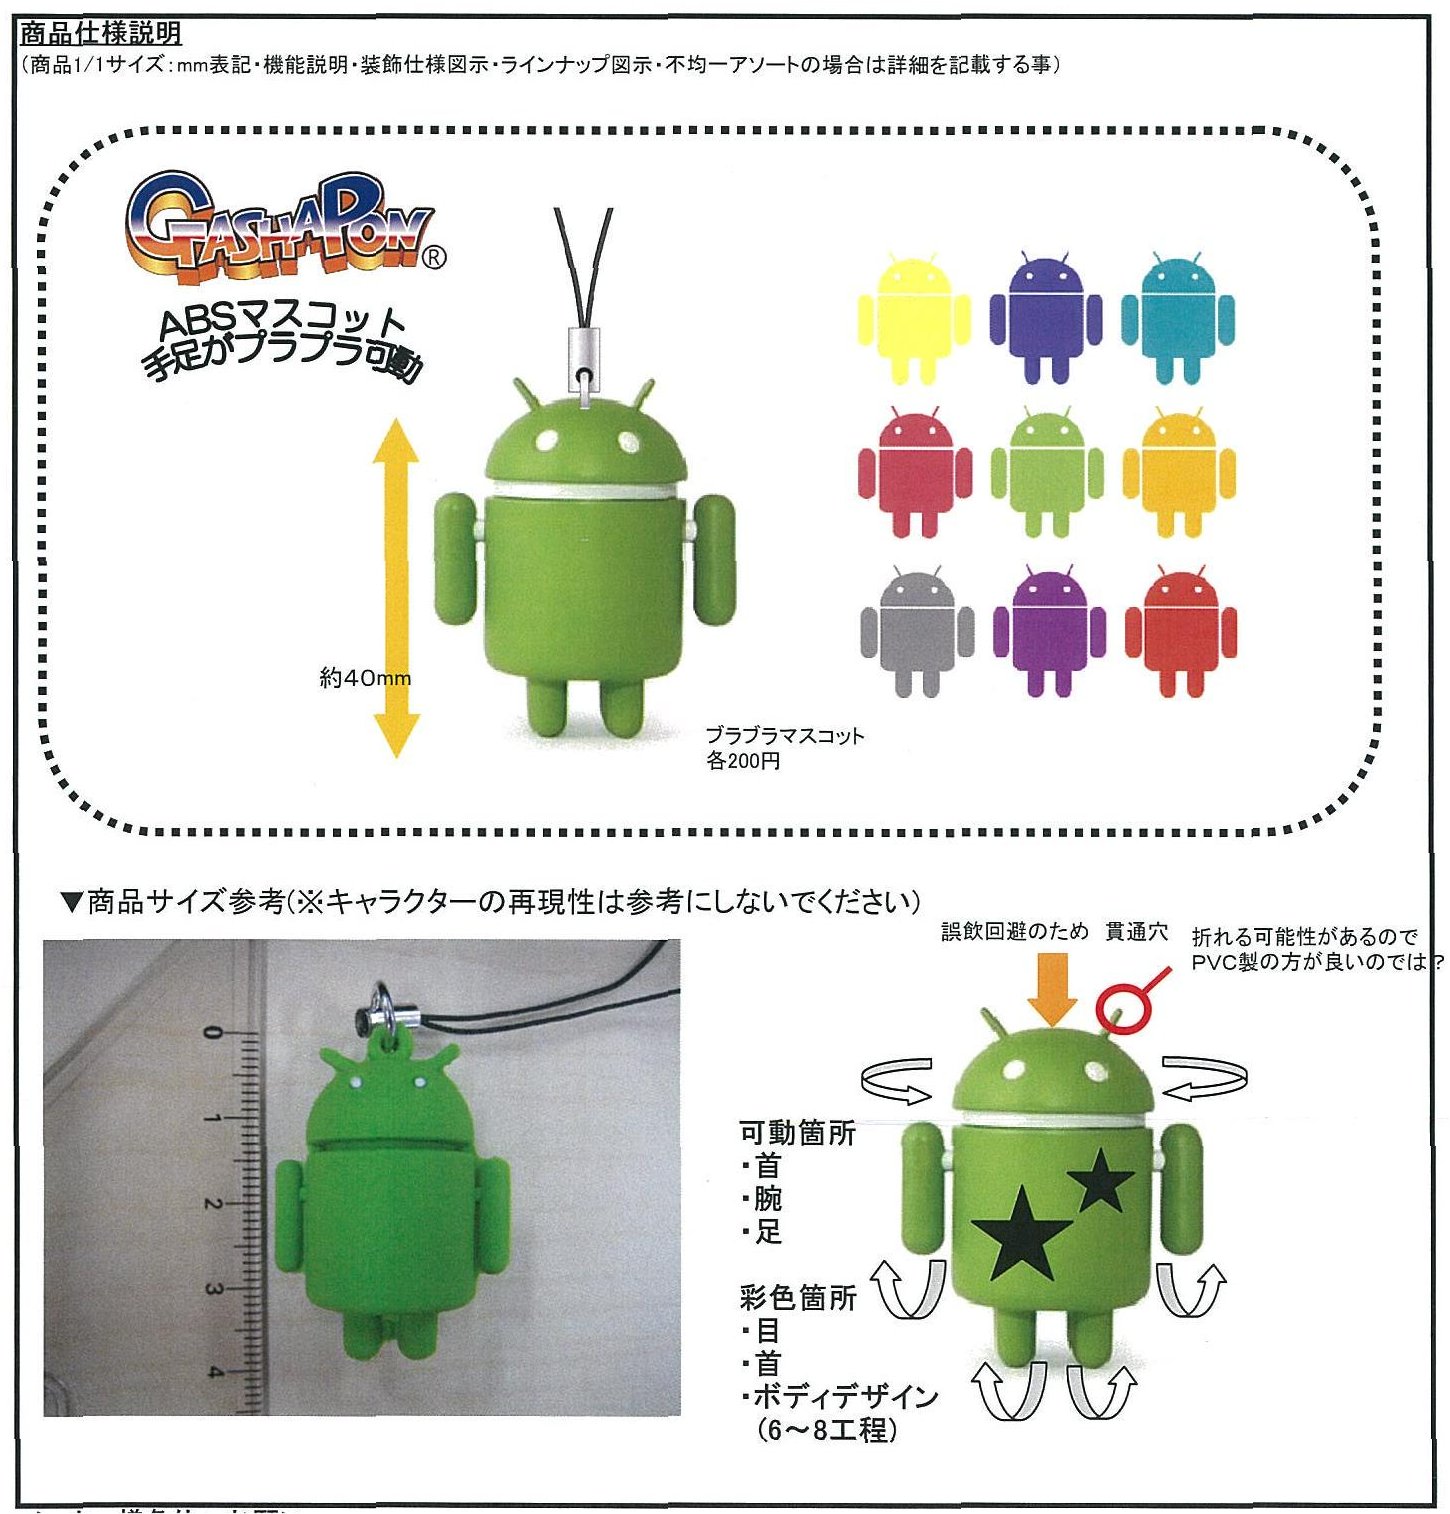 商品仕様説明
（商品1/1サイズ：mm表記・機能説明・装飾仕様図示・ラインナップ図示・不均一アソートの場合は詳細を記載する事）
GASHAPON®
ABSマスコット
手足がプラプラ可動
約40mm
ブラブラマスコット
各200円
▼商品サイズ参考(※キャラクターの再現性は参考にしないでください)
誤飲回避のため 貫通穴
折れる可能性があるので
PVC製の方が良いのでは？
0
1
2
3
4
可動箇所
・首
・腕
・足
彩色箇所
・目
・首
・ボディデザイン
(6～8工程)